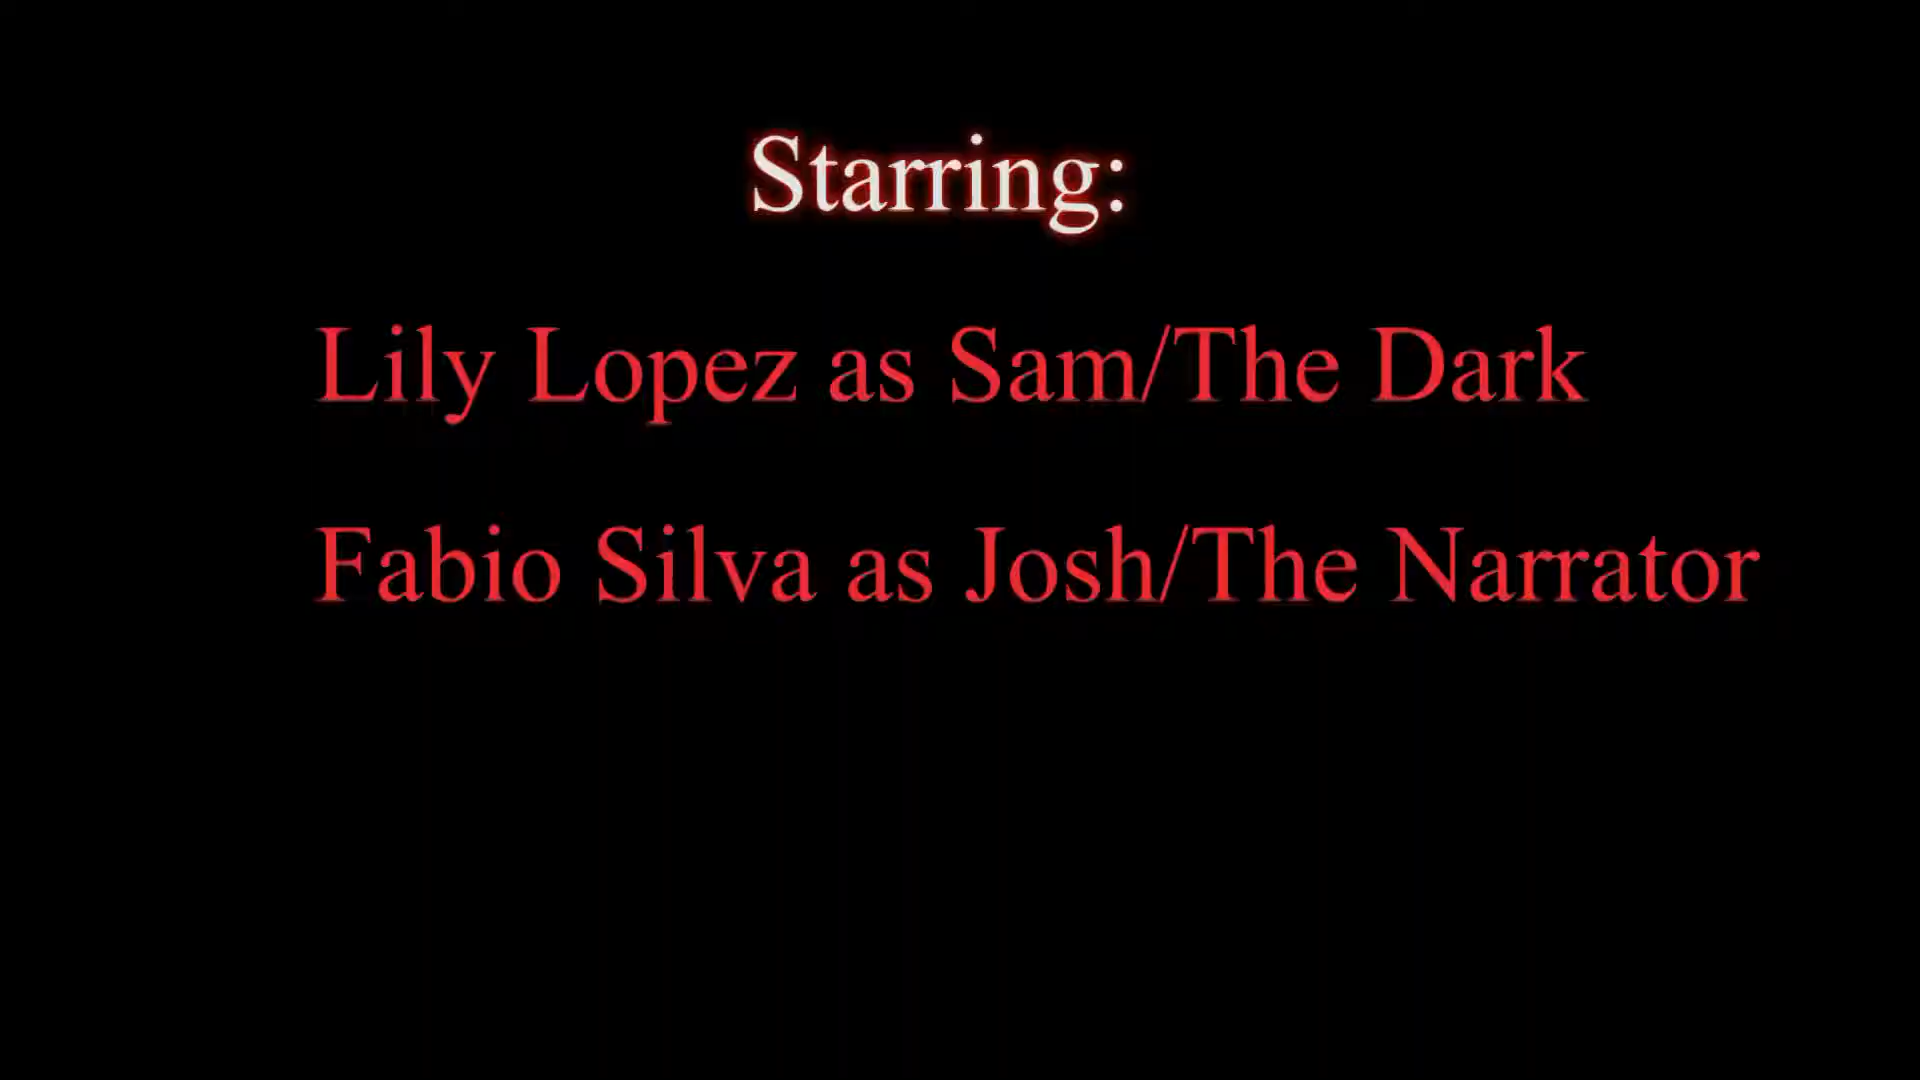 Starring:
Lily Lopez as Sam/The Dark
Fabio Silva as Josh/The Narrator